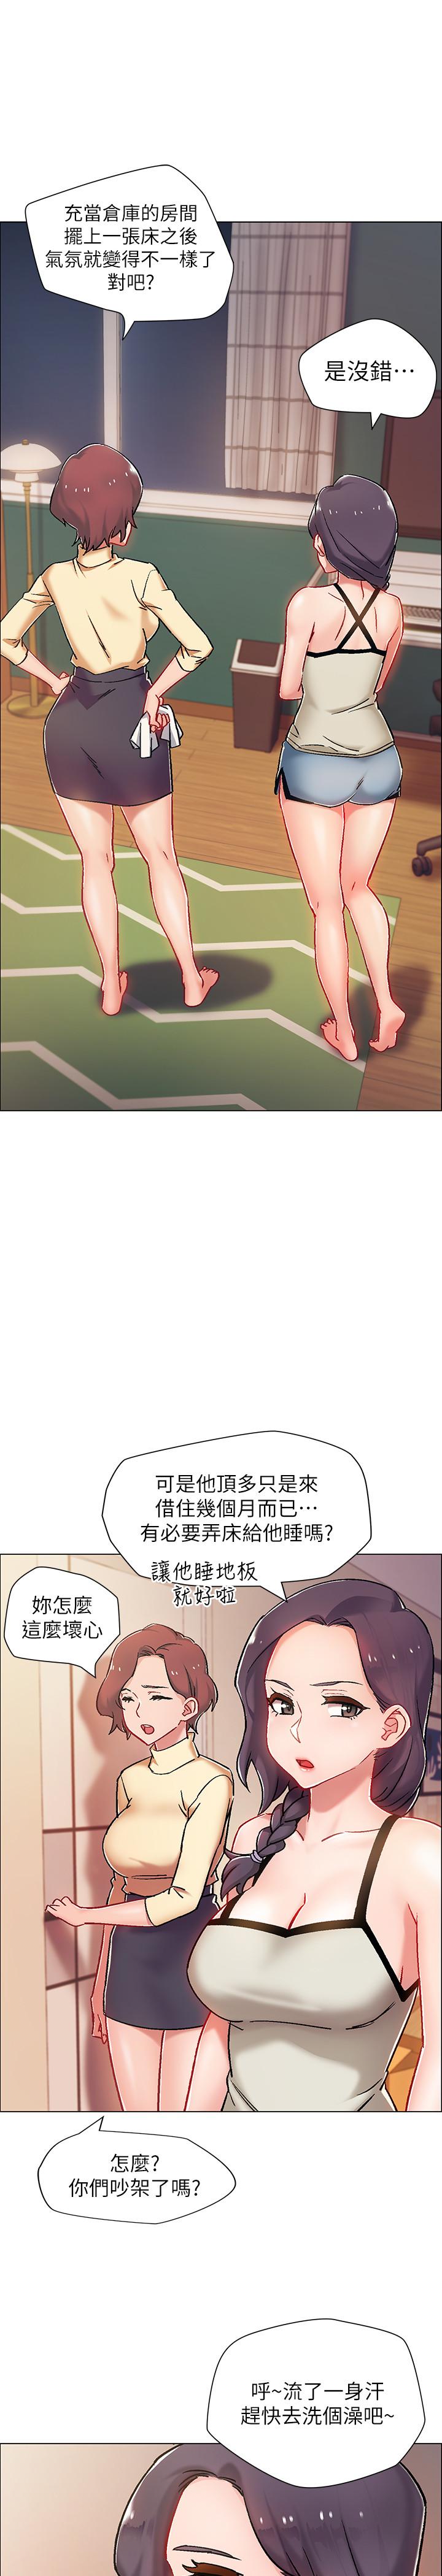 充當倉庫的房間
擺上一張床之後
氣氛就變得不一樣了
對吧?
是沒錯…
可是他頂多只是來
借住幾個月而已…
有必要弄床給他睡嗎?
讓他睡地板
就好啦
妳怎麼
這麼壞心
怎麼?
你們吵架了嗎?
呼~流了一身汗
趕快去洗個澡吧~